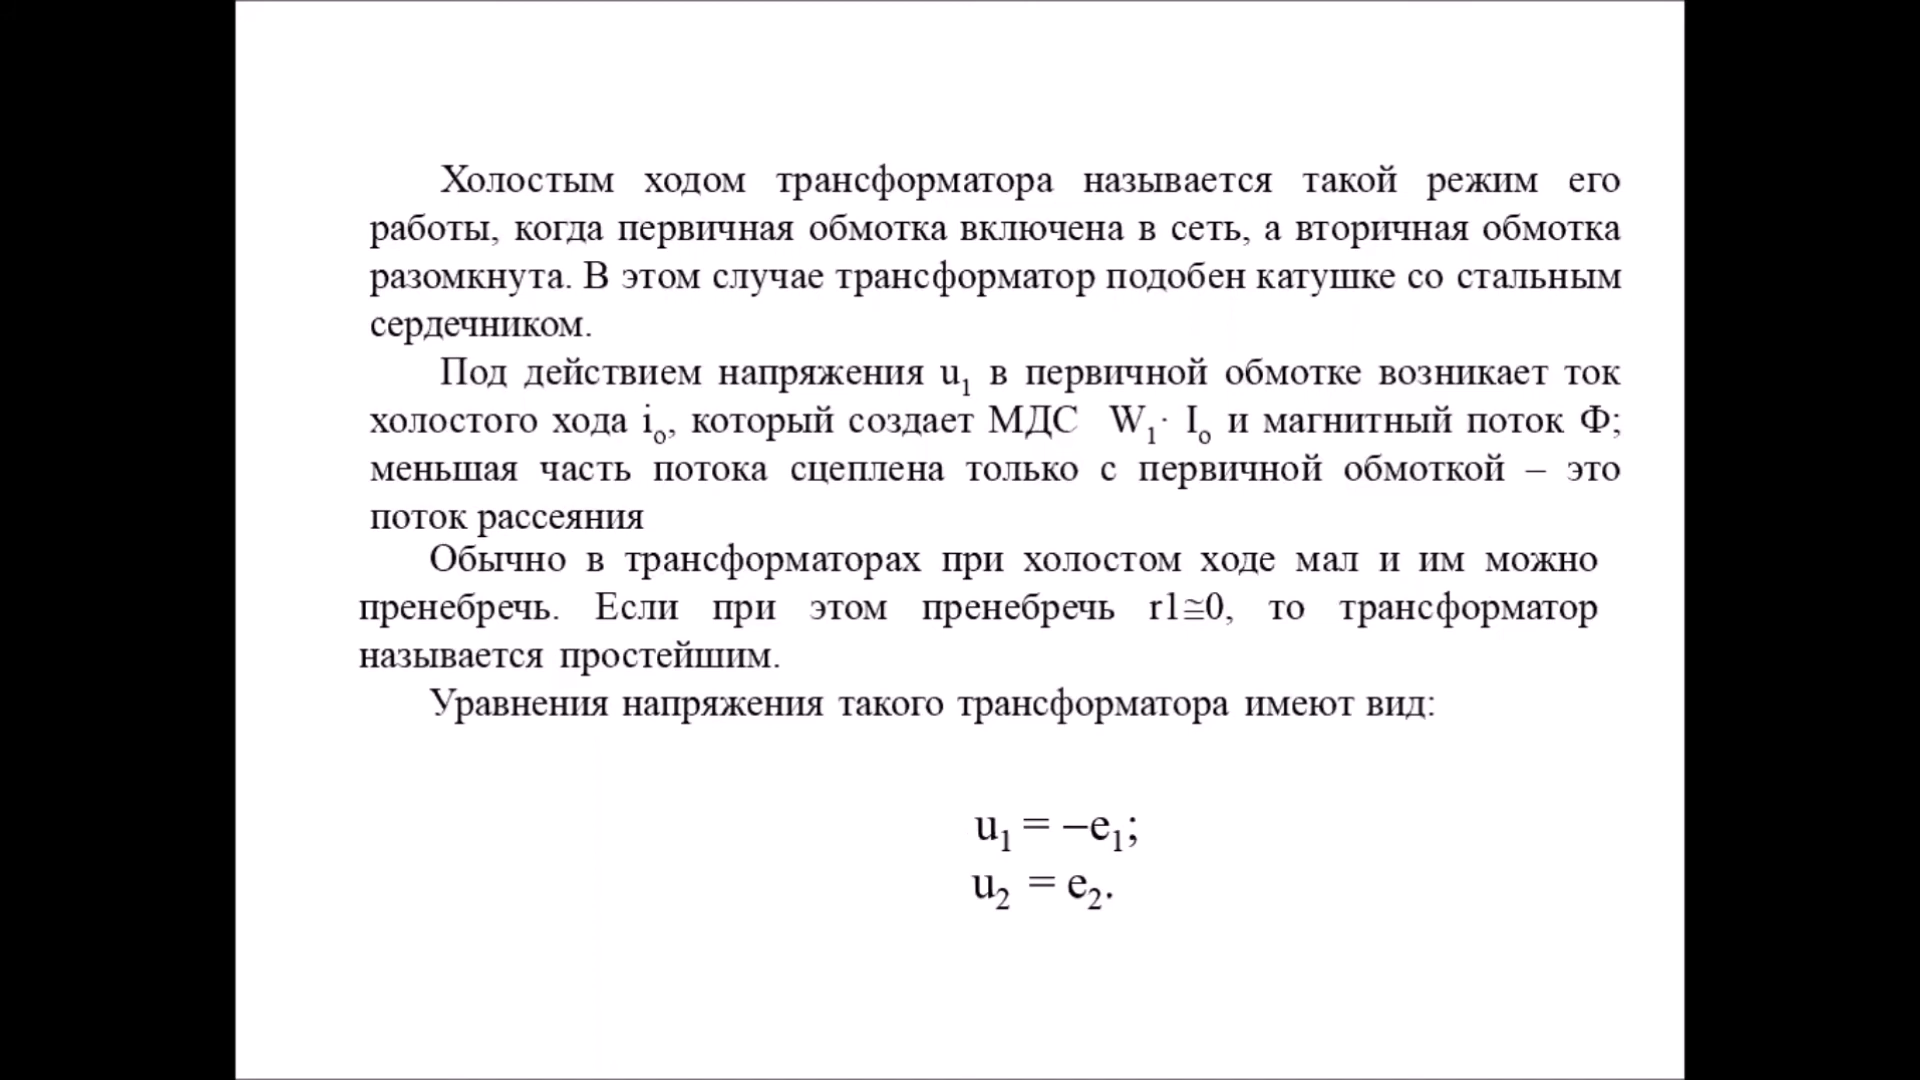 Холостым ходом трансформатора называется такой режим его
работы, когда первичная обмотка включена в сеть, а вторичная обмотка
разомкнута. В этом случае трансформатор подобен катушке со стальным
сердечником.
Под действием напряжения u₁ в первичной обмотке возникает ток
холостого хода iₒ, который создает МДС W₁· Iₒ и магнитный поток Ф;
меньшая часть потока сцеплена только с первичной обмоткой – это
поток рассеяния
Обычно в трансформаторах при холостом ходе мал и им можно
пренебречь. Если при этом пренебречь r1≅0, то трансформатор
называется простейшим.
Уравнения напряжения такого трансформатора имеют вид:
u₁ = –e₁;
u₂ = e₂.